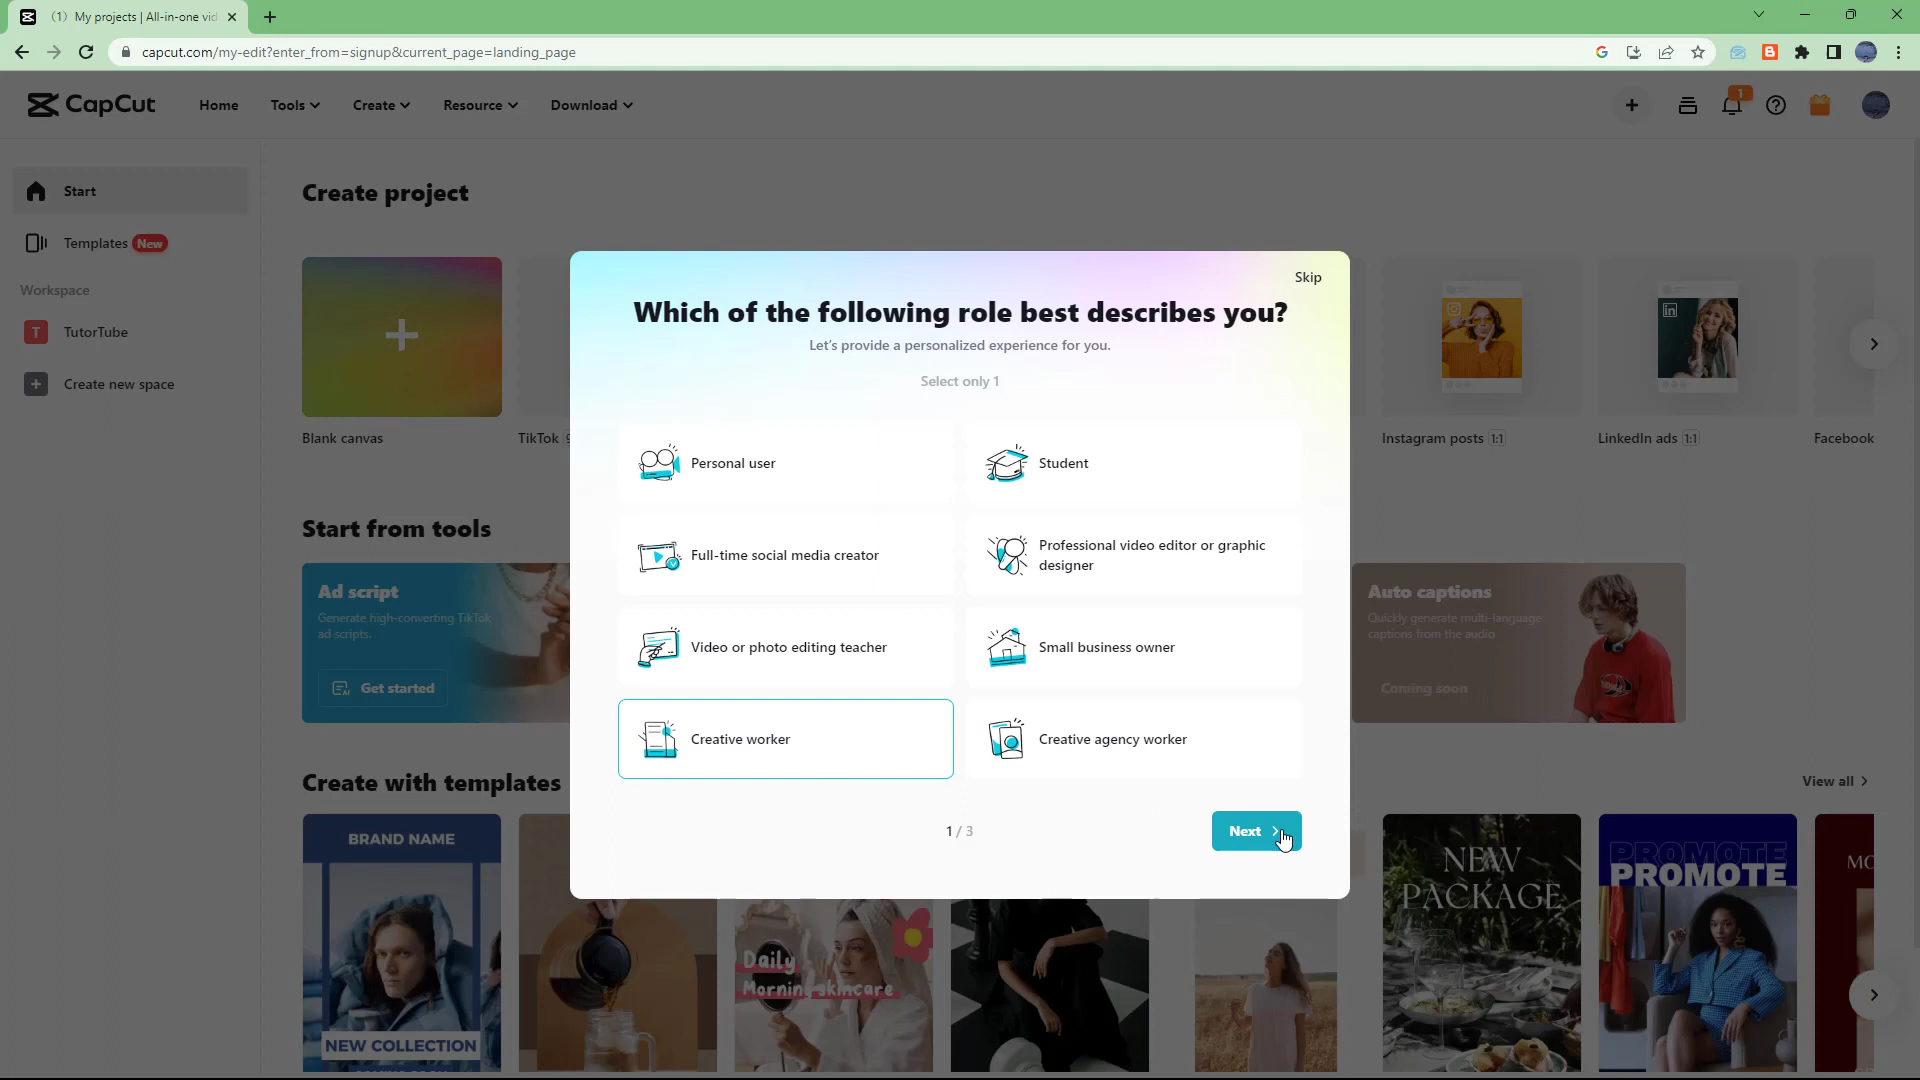 (1) My projects | All-in-one vid
capcut.com/my-edit?enter_from=signup&current_page=landing_page
CapCut
Home
Tools
Create
Resource
Download
1
Start
Templates New
Workspace
T TutorTube
Create new space
Create project
Blank canvas
TikTok
Instagram posts 1:1
LinkedIn ads 1:1
Facebook
Skip
Which of the following role best describes you?
Let's provide a personalized experience for you.
Select only 1
Personal user
Student
Full-time social media creator
Professional video editor or graphic
designer
Video or photo editing teacher
Small business owner
Creative worker
Creative agency worker
1 / 3
Next
Start from tools
Ad script
Generate high-converting TikTok
ad scripts.
Get started
Auto captions
Quickly generate multi-language
captions from the audio
Coming soon
Create with templates
View all
BRAND NAME
NEW COLLECTION
Daily
Morning skincare
NEW
PACKAGE
PROMOTE
PROMOTE
MO